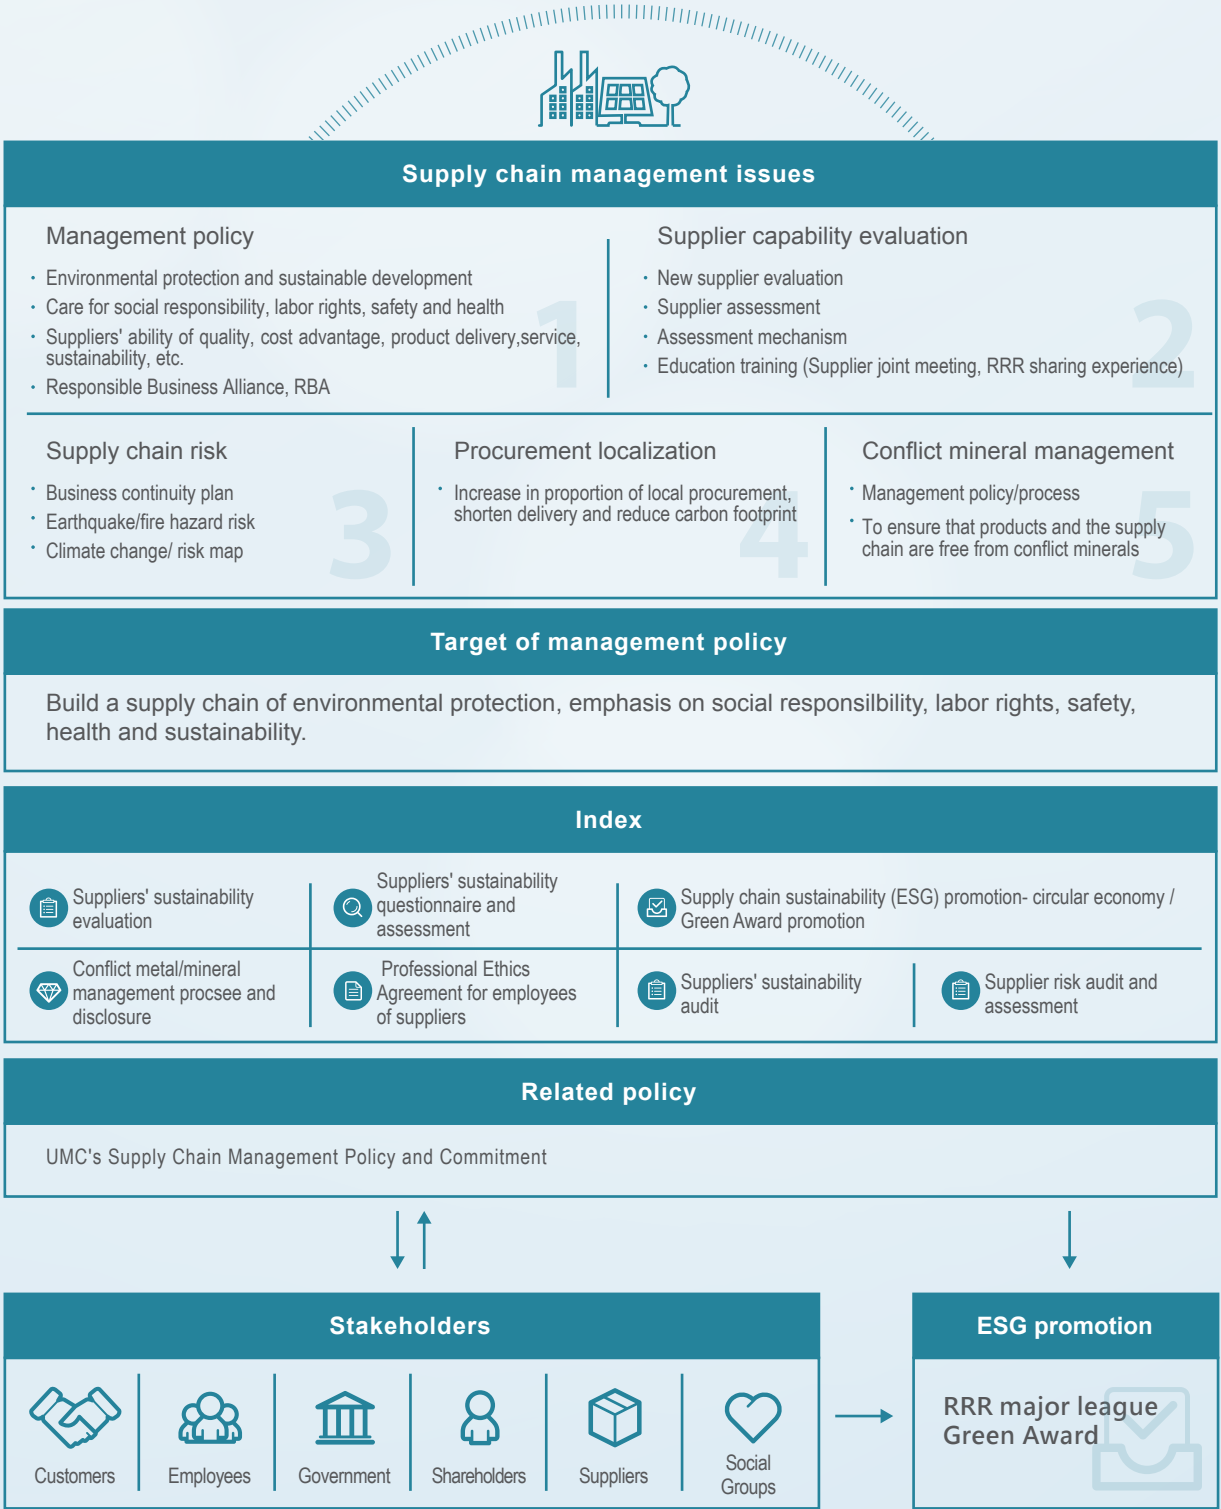 Supply chain management issues
Management policy
· Environmental protection and sustainable development
· Care for social responsibility, labor rights, safety and health
· Suppliers' ability of quality, cost advantage, product delivery,service,
sustainability, etc.
· Responsible Business Alliance, RBA
1
Supplier capability evaluation
· New supplier evaluation
· Supplier assessment
· Assessment mechanism
· Education training (Supplier joint meeting, RRR sharing experience)
2
Supply chain risk
· Business continuity plan
· Earthquake/fire hazard risk
· Climate change/ risk map
3
Procurement localization
· Increase in proportion of local procurement,
shorten delivery and reduce carbon footprint
4
Conflict mineral management
· Management policy/process
· To ensure that products and the supply
chain are free from conflict minerals
5
Target of management policy
Build a supply chain of environmental protection, emphasis on social responsilbility, labor rights, safety,
health and sustainability.
Index
Suppliers' sustainability
evaluation
Suppliers' sustainability
questionnaire and
assessment
Supply chain sustainability (ESG) promotion- circular economy /
Green Award promotion
Conflict metal/mineral
management procsee and
disclosure
Professional Ethics
Agreement for employees
of suppliers
Suppliers' sustainability
audit
Supplier risk audit and
assessment
Related policy
UMC's Supply Chain Management Policy and Commitment
Stakeholders
Customers
Employees
Government
Shareholders
Suppliers
Social
Groups
ESG promotion
RRR major league
Green Award